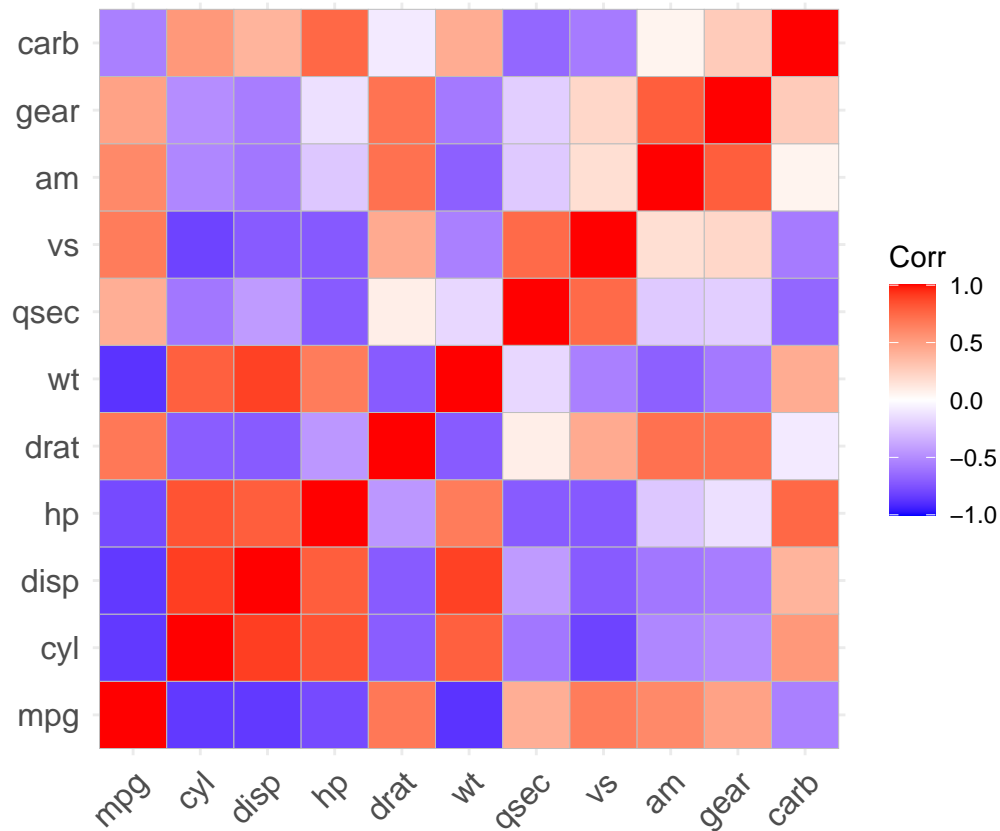 carb
gear
am
vs
qsec
wt
drat
hp
disp
cyl
mpg
mpg
cyl
disp
hp
drat
wt
qsec
vs
am
gear
carb
Corr
1.0
0.5
0.0
−0.5
−1.0